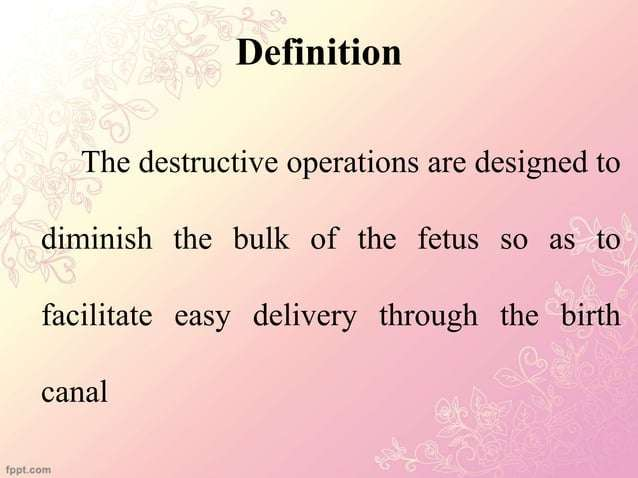 Definition
The destructive operations are designed to
diminish the bulk of the fetus so as to
facilitate easy delivery through the birth
canal
fppt.com